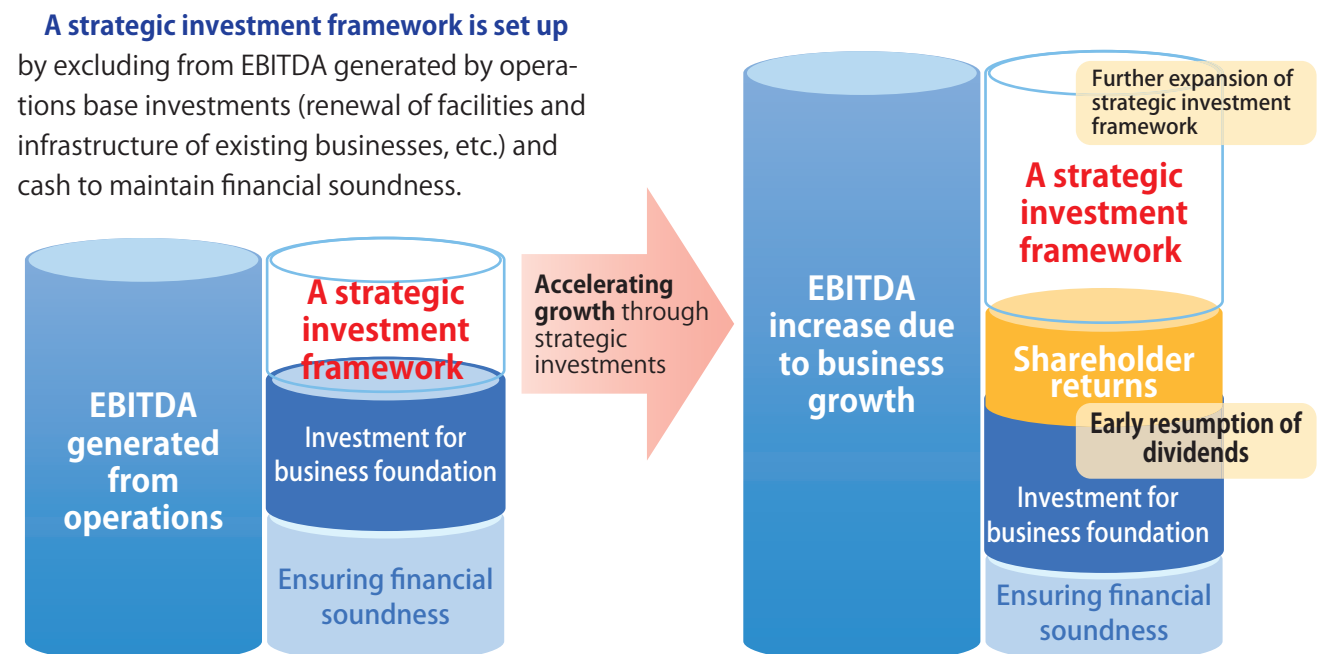 A strategic investment framework is set up
by excluding from EBITDA generated by opera-
tions base investments (renewal of facilities and
infrastructure of existing businesses, etc.) and
cash to maintain financial soundness.
EBITDA
generated
from
operations
A strategic
investment
framework
Investment for
business foundation
Ensuring financial
soundness
Accelerating
growth through
strategic
investments
EBITDA
increase due
to business
growth
Further expansion of
strategic investment
framework
A strategic
investment
framework
Shareholder
returns
Early resumption of
dividends
Investment for
business foundation
Ensuring financial
soundness